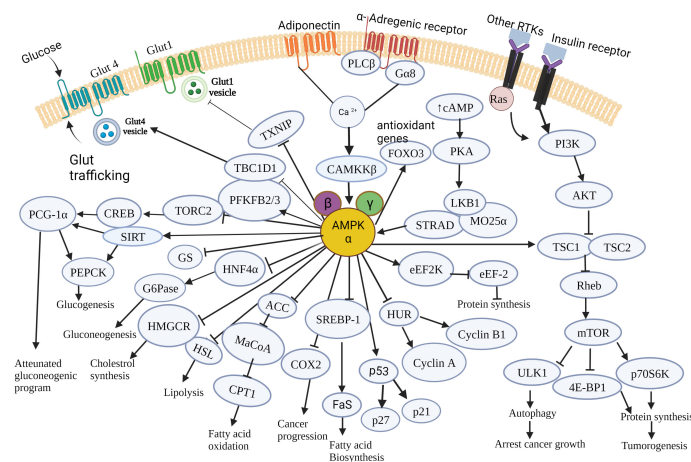 Other RTKs
Adiponectin
α- Adregenic receptor
Insulin receptor
Glucose
Glut 4
Glut1
PLCβ
Gα8
Glut1
vesicle
Ras
Ca 2+
↑cAMP
Glut4
vesicle
TXNIP
antioxidant
genes
FOXO3
PKA
PI3K
Glut
trafficking
TBC1D1
CAMKKβ
PFKFB2/3
β
γ
LKB1
AKT
PCG-1α
CREB
TORC2
AMPK
α
STRAD
MO25α
SIRT
TSC1
TSC2
GS
PEPCK
HNF4α
eEF2K
eEF-2
Rheb
Glucogenesis
G6Pase
Protein synthesis
Gluconeogenesis
ACC
SREBP-1
HUR
HMGCR
Cyclin B1
mTOR
HSL
MaCoA
Cyclin A
Atteunated
gluconeogenic
program
Cholestrol
synthesis
COX2
p53
ULK1
4E-BP1
p70S6K
Lipolysis
CPT1
FaS
p27
p21
Autophagy
Protein synthesis
Cancer
progression
Fatty acid
oxidation
Fatty acid
Biosynthesis
Arrest cancer growth
Tumorogenesis